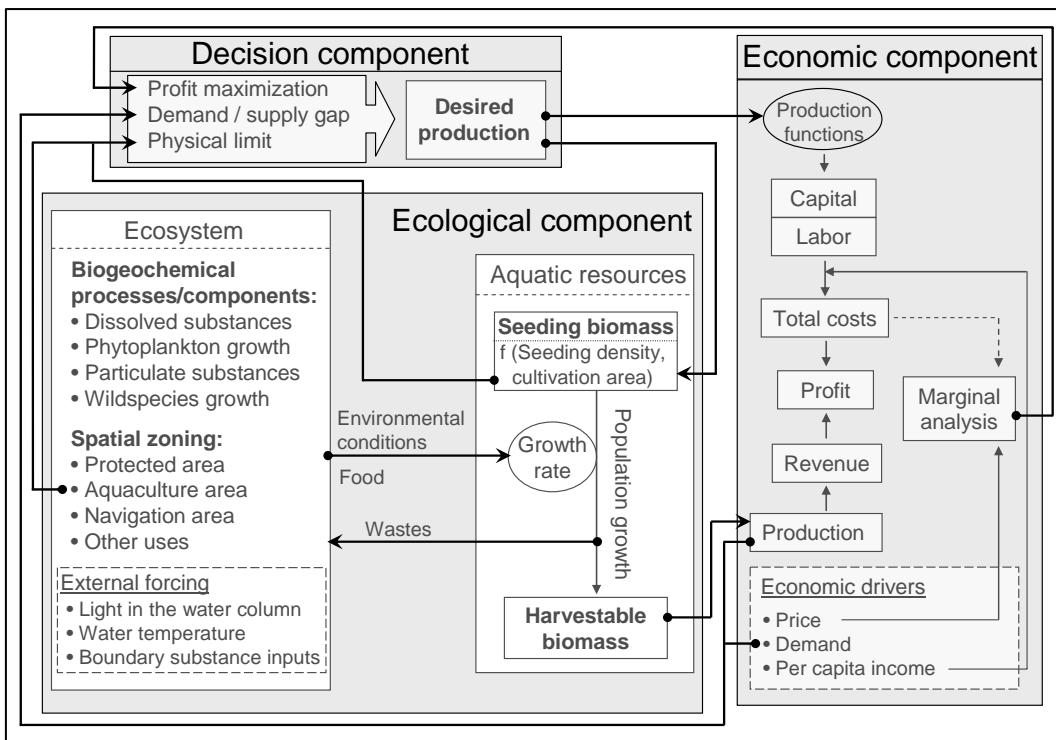 Decision component
Profit maximization
Demand / supply gap
Physical limit
Desired
production
Economic component
Production
functions
Capital
Labor
Total costs
Profit
Marginal
analysis
Revenue
Production
Economic drivers
• Price
• Demand
• Per capita income
Ecological component
Ecosystem
Biogeochemical
processes/components:
• Dissolved substances
• Phytoplankton growth
• Particulate substances
• Wildspecies growth
Spatial zoning:
• Protected area
• Aquaculture area
• Navigation area
• Other uses
External forcing
• Light in the water column
• Water temperature
• Boundary substance inputs
Environmental
conditions
Food
Wastes
Aquatic resources
Seeding biomass
f (Seeding density,
cultivation area)
Growth
rate
Population growth
Harvestable
biomass